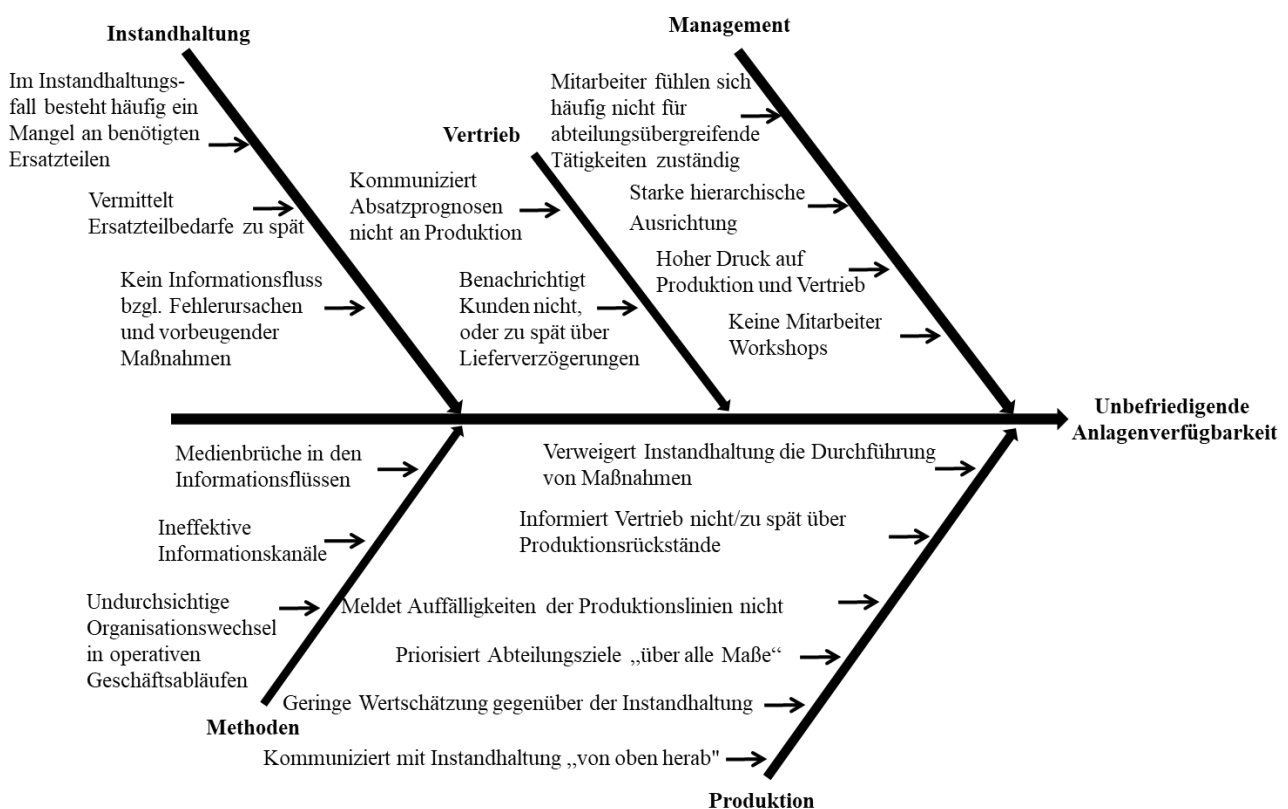 Instandhaltung
Im Instandhaltungs-
fall besteht häufig ein
Mangel an benötigten
Ersatzteilen
Vermittelt
Ersatzteilbedarfe zu spät
Kein Informationsfluss
bzgl. Fehlerursachen
und vorbeugender
Maßnahmen
Vertrieb
Kommuniziert
Absatzprognosen
nicht an Produktion
Benachrichtigt
Kunden nicht,
oder zu spät über
Lieferverzögerungen
Management
Mitarbeiter fühlen sich
häufig nicht für
abteilungsübergreifende
Tätigkeiten zuständig
Starke hierarchische
Ausrichtung
Hoher Druck auf
Produktion und Vertrieb
Keine Mitarbeiter
Workshops
Unbefriedigende
Anlagenverfügbarkeit
Medienbrüche in den
Informationsflüssen
Ineffektive
Informationskanäle
Undurchsichtige
Organisationswechsel
in operativen
Geschäftsabläufen
Methoden
Verweigert Instandhaltung die Durchführung
von Maßnahmen
Informiert Vertrieb nicht/zu spät über
Produktionsrückstände
Meldet Auffälligkeiten der Produktionslinien nicht
Priorisiert Abteilungsziele „über alle Maße“
Geringe Wertschätzung gegenüber der Instandhaltung
Kommuniziert mit Instandhaltung „von oben herab"
Produktion